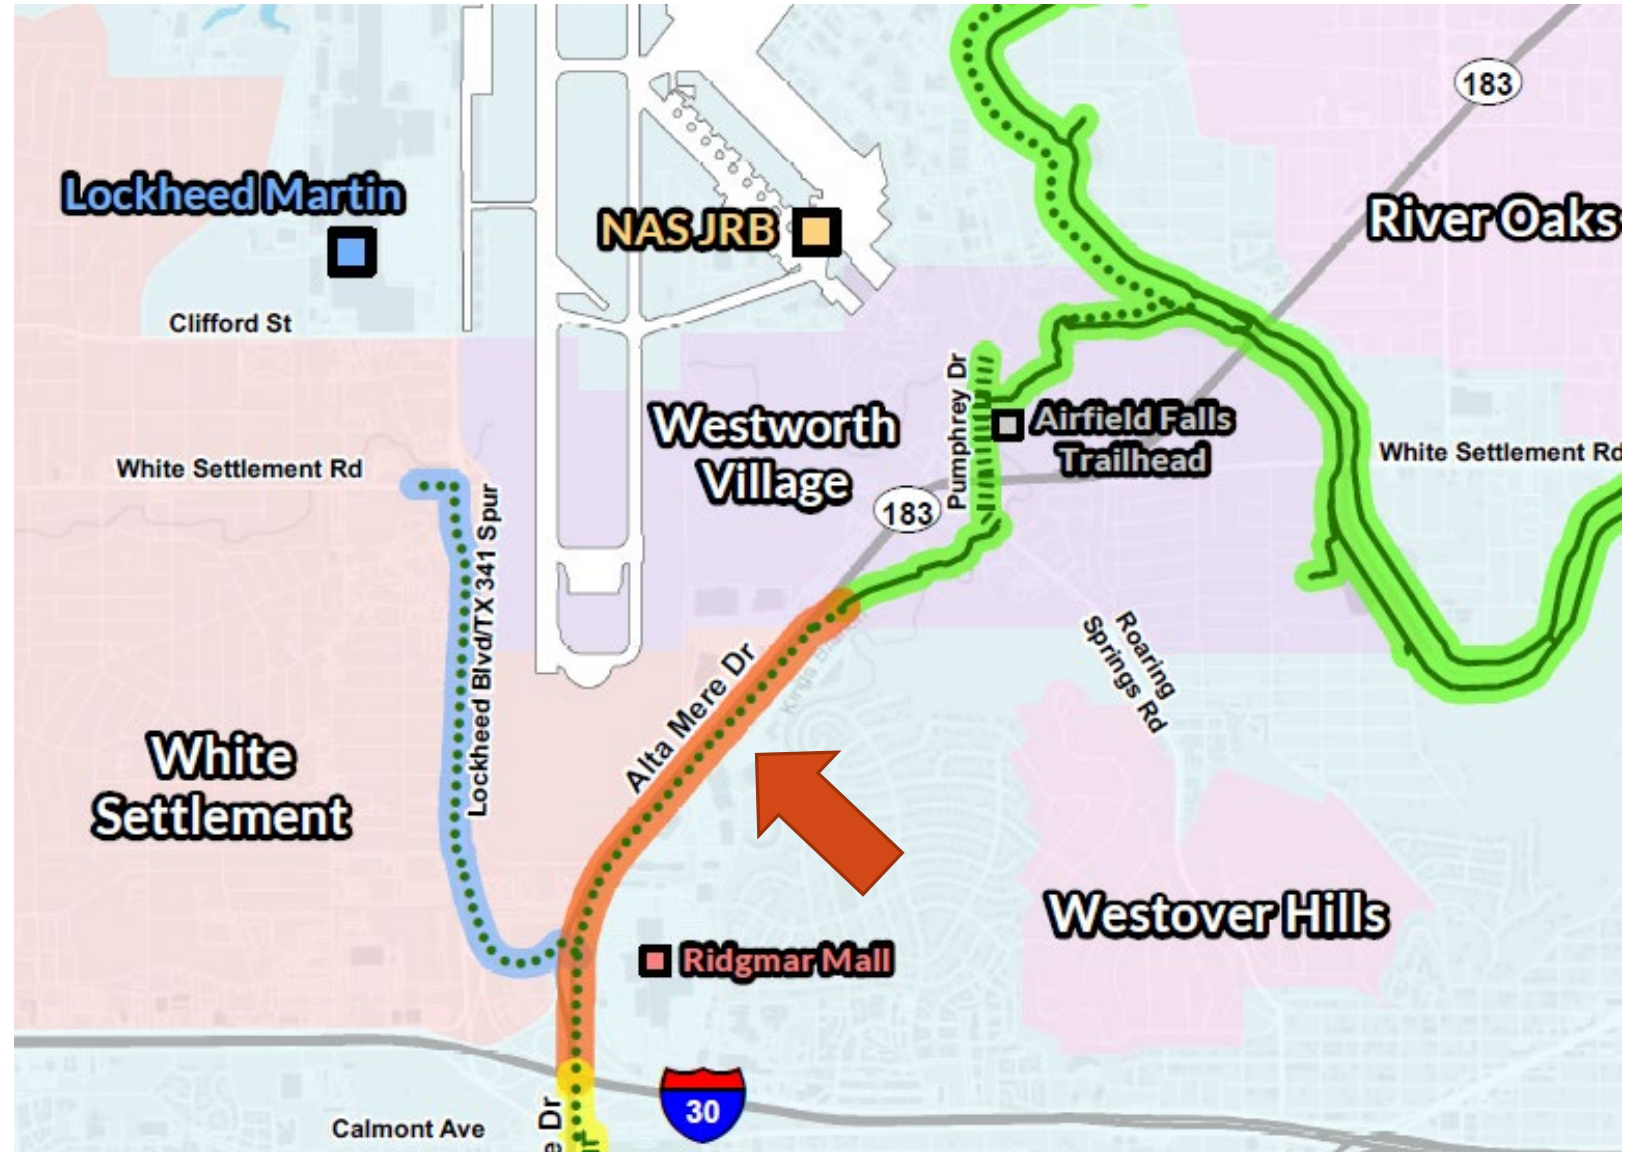 183
River Oaks
Lockheed Martin
NAS JRB
Clifford St
Pumphrey Dr
Airfield Falls
Trailhead
Westworth
Village
White Settlement Rd
White Settlement Rd
183
Lockheed Blvd/TX 341 Spur
Roaring
Springs Rd
Alta Mere Dr
White
Settlement
Westover Hills
Ridgmar Mall
30
Calmont Ave
e Dr